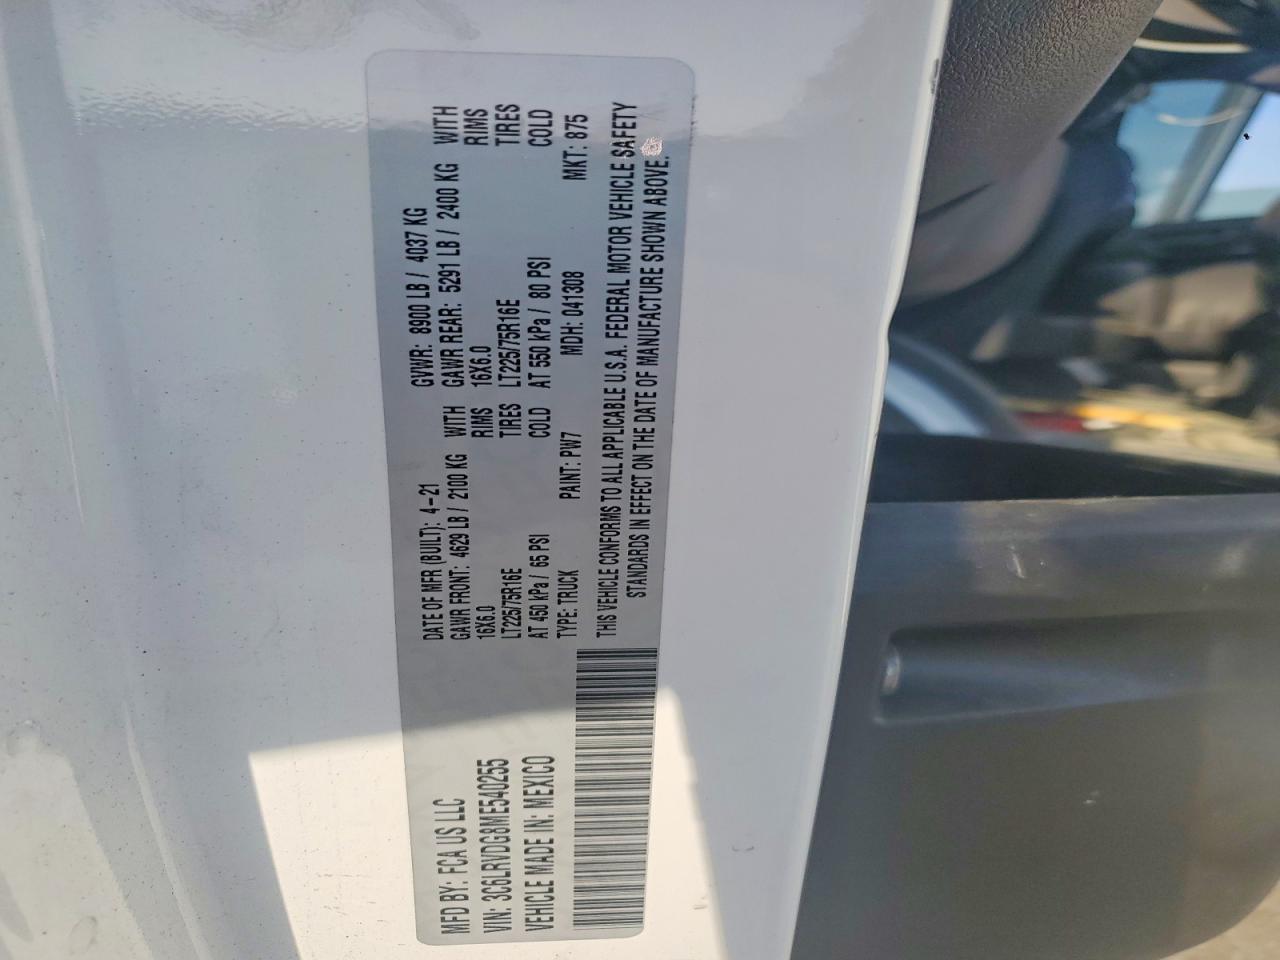 MFD BY: FCA US LLC
VIN: 3C6LRVDG8ME540255
VEHICLE MADE IN: MEXICO
DATE OF MFR (BUILT): 4-21 GVWR: 8900 LB / 4037 KG
GAWR FRONT: 4629 LB / 2100 KG WITH GAWR REAR: 5291 LB / 2400 KG WITH
16X6.0 RIMS 16X6.0 RIMS
LT225/75R16E TIRES LT225/75R16E TIRES
AT 450 kPa / 65 PSI COLD AT 550 kPa / 80 PSI COLD
TYPE: TRUCK PAINT: PW7 MDH: 041308 MKT: 875
THIS VEHICLE CONFORMS TO ALL APPLICABLE U.S.A. FEDERAL MOTOR VEHICLE SAFETY
STANDARDS IN EFFECT ON THE DATE OF MANUFACTURE SHOWN ABOVE.